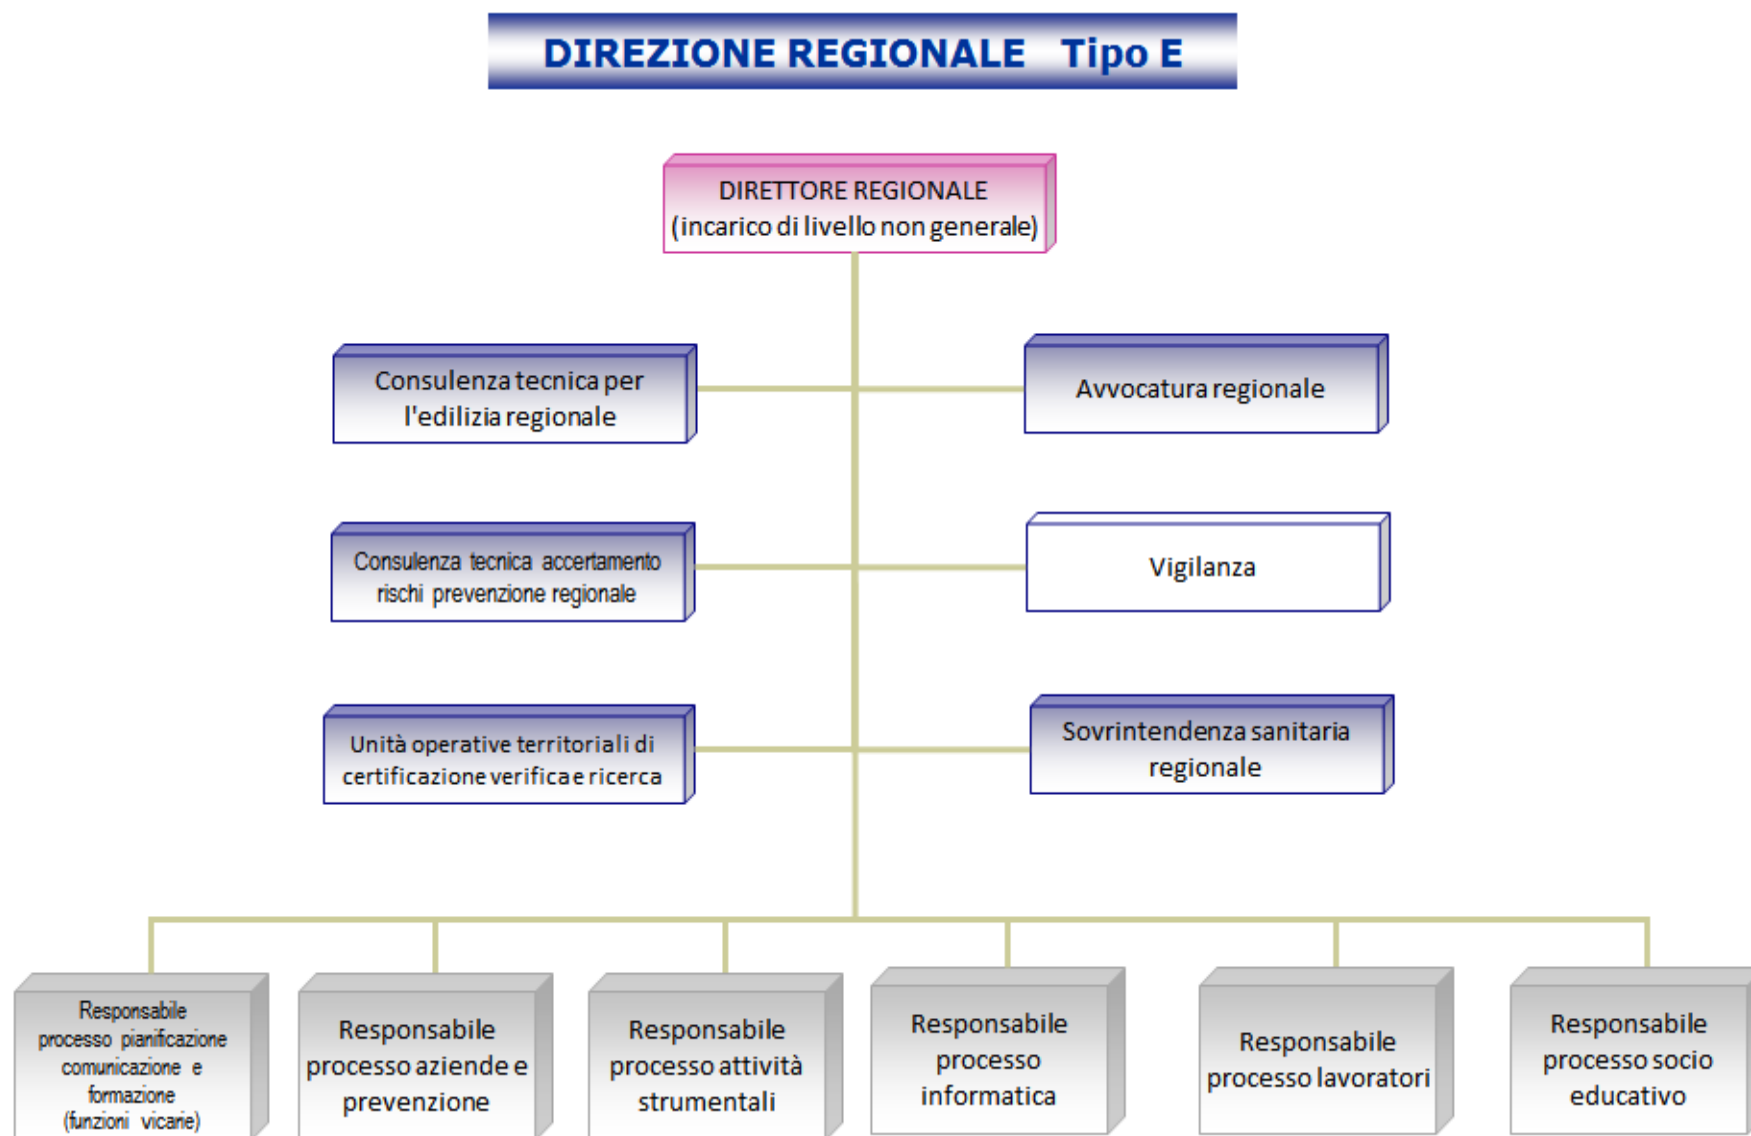 DIREZIONE REGIONALE Tipo E
DIRETTORE REGIONALE
(incarico di livello non generale)
Consulenza tecnica per
l'edilizia regionale
Avvocatura regionale
Consulenza tecnica accertamento
rischi prevenzione regionale
Vigilanza
Unità operative territoriali di
certificazione verifica e ricerca
Sovrintendenza sanitaria
regionale
Responsabile
processo pianificazione
comunicazione e
formazione
(funzioni vicarie)
Responsabile
processo aziende e
prevenzione
Responsabile
processo attività
strumentali
Responsabile
processo
informatica
Responsabile
processo lavoratori
Responsabile
processo socio
educativo